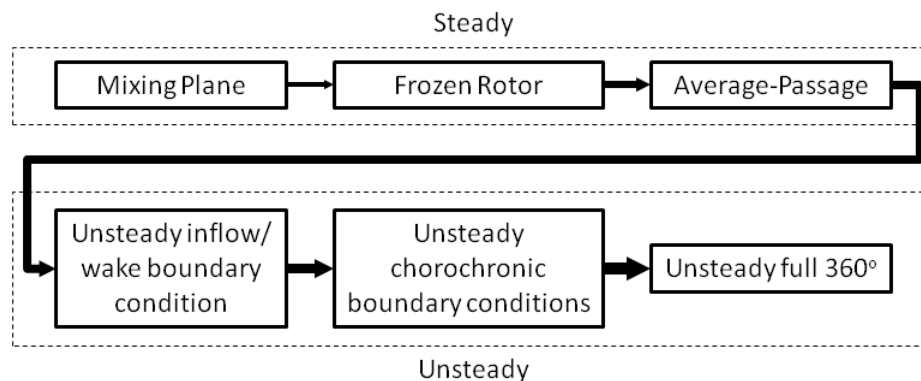 Steady
Mixing Plane
Frozen Rotor
Average-Passage
Unsteady inflow/
wake boundary
condition
Unsteady
chorochronic
boundary conditions
Unsteady full 360º
Unsteady